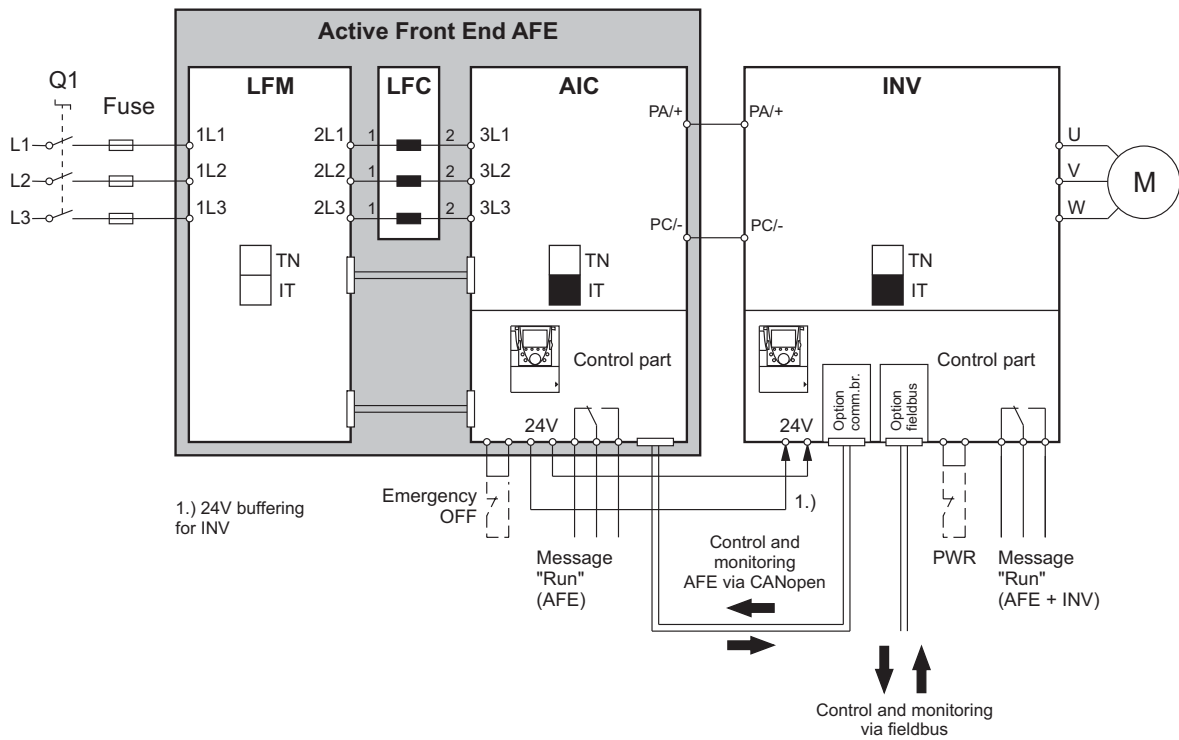 Active Front End AFE
LFM
LFC
AIC
INV
Q1
Fuse
PA/+
PA/+
L1
1L1
2L1
1
2
3L1
U
L2
1L2
2L2
1
2
3L2
V
M
L3
1L3
2L3
1
2
3L3
W
PC/-
PC/-
TN
IT
TN
IT
TN
IT
Control part
Control part
Option
comm.br.
Option
fieldbus
24V
24V
1.) 24V buffering
for INV
Emergency
OFF
1.)
Message
"Run"
(AFE)
Control and
monitoring
AFE via CANopen
PWR
Message
"Run"
(AFE + INV)
Control and monitoring
via fieldbus